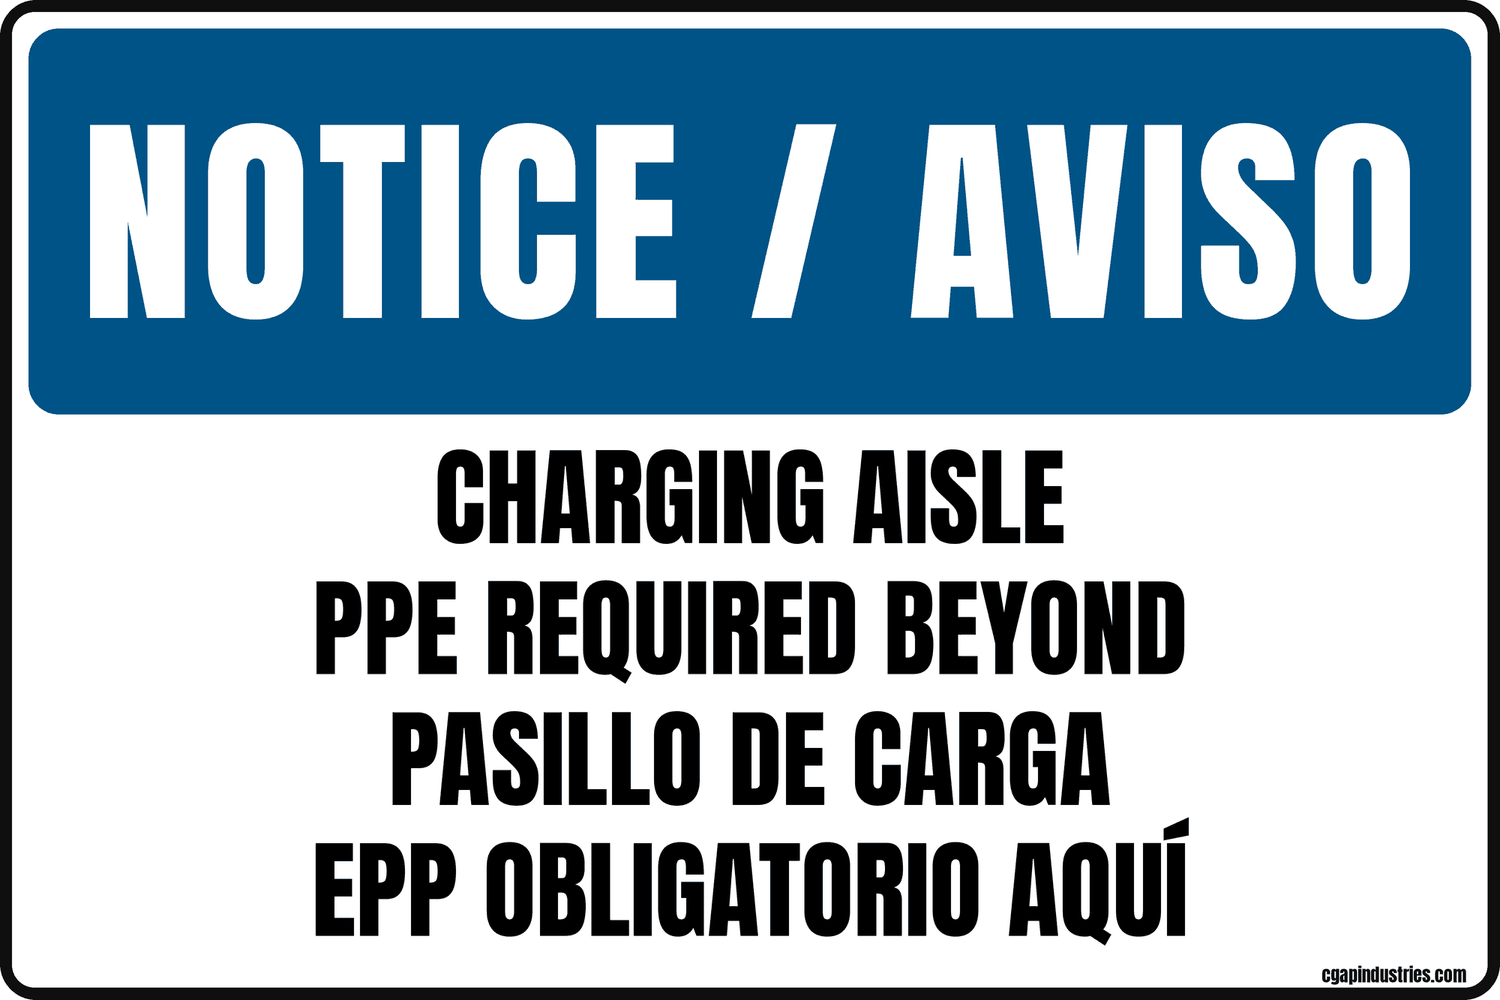 NOTICE / AVISO
CHARGING AISLE
PPE REQUIRED BEYOND
PASILLO DE CARGA
EPP OBLIGATORIO AQUÍ
cgapindustries.com